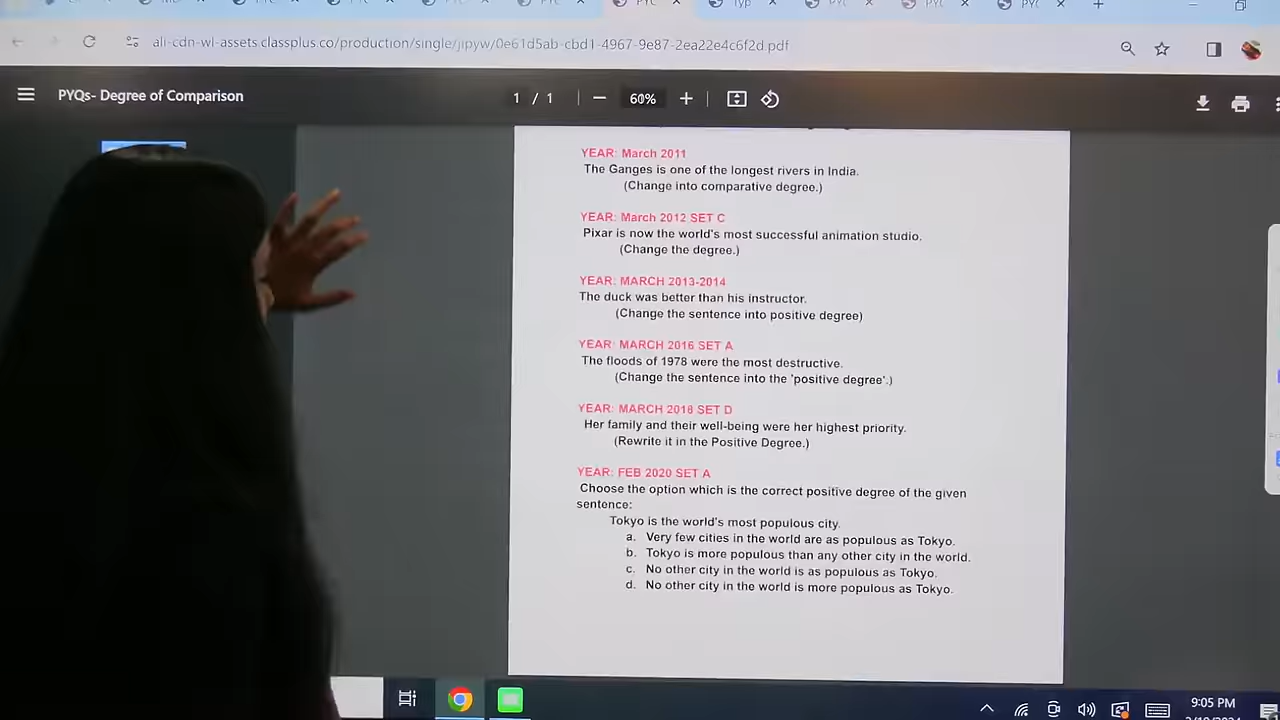 ali-cdn-wl-assets.classplus.co/production/single/jipyw/0e61d5ab-cbd1-4967-9e87-2ea22e4c6f2d.pdf
PYQs- Degree of Comparison
1 / 1
60%
YEAR: March 2011
The Ganges is one of the longest rivers in India.
(Change into comparative degree.)
YEAR: March 2012 SET C
Pixar is now the world's most successful animation studio.
(Change the degree.)
YEAR: MARCH 2013-2014
The duck was better than his instructor.
(Change the sentence into positive degree)
YEAR: MARCH 2016 SET A
The floods of 1978 were the most destructive.
(Change the sentence into the 'positive degree'.)
YEAR: MARCH 2018 SET D
Her family and their well-being were her highest priority.
(Rewrite it in the Positive Degree.)
YEAR: FEB 2020 SET A
Choose the option which is the correct positive degree of the given
sentence:
Tokyo is the world's most populous city.
a. Very few cities in the world are as populous as Tokyo.
b. Tokyo is more populous than any other city in the world.
c. No other city in the world is as populous as Tokyo.
d. No other city in the world is more populous as Tokyo.
9:05 PM